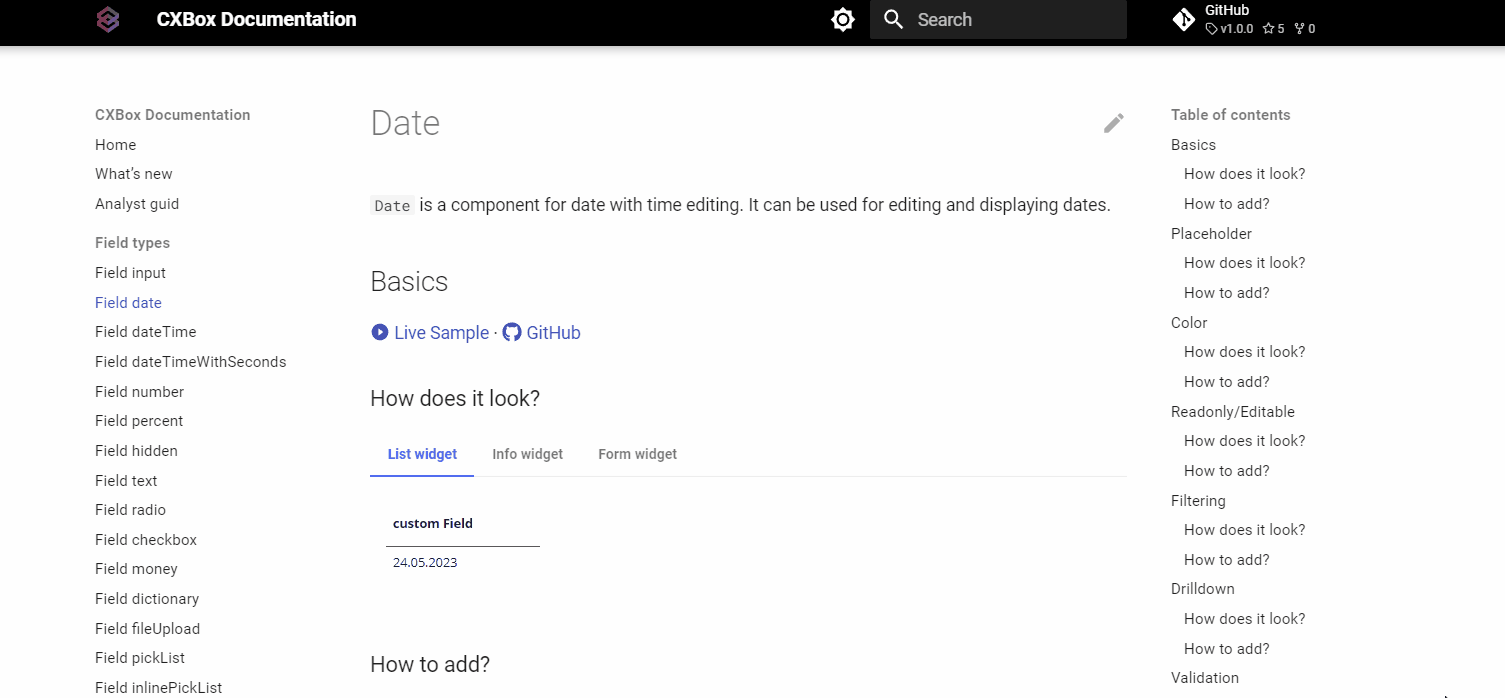 CXBox Documentation
Search
GitHub
v1.0.0 5 0
CXBox Documentation
Home
What's new
Analyst guid
Field types
Field input
Field date
Field dateTime
Field dateTimeWithSeconds
Field number
Field percent
Field hidden
Field text
Field radio
Field checkbox
Field money
Field dictionary
Field fileUpload
Field pickList
Field inlinePickList
Date
Date is a component for date with time editing. It can be used for editing and displaying dates.
Basics
Live Sample · GitHub
How does it look?
List widget Info widget Form widget
custom Field
24.05.2023
How to add?
Table of contents
Basics
How does it look?
How to add?
Placeholder
How does it look?
How to add?
Color
How does it look?
How to add?
Readonly/Editable
How does it look?
How to add?
Filtering
How does it look?
How to add?
Drilldown
How does it look?
How to add?
Validation